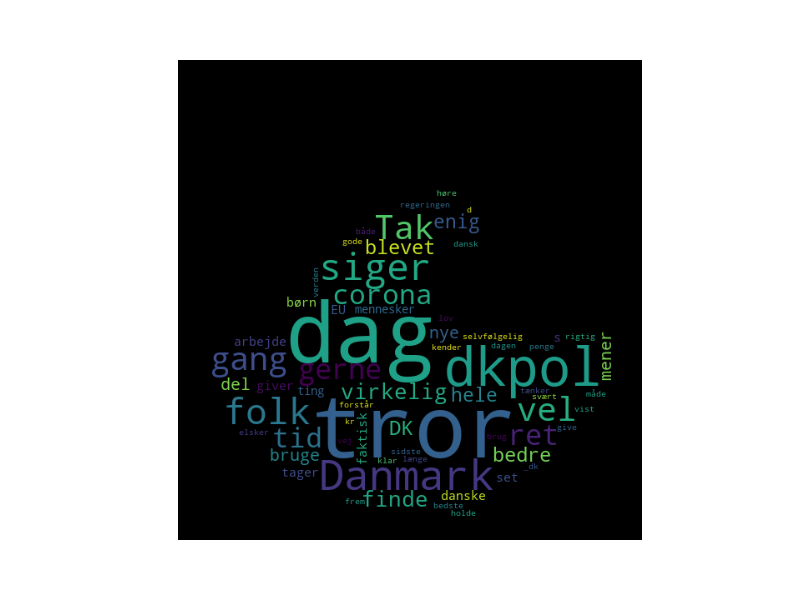 høre
regeringen
d
både
Tak
enig
gode
blevet
dansk
siger
verden
corona
børn
EU
mennesker
dag
lov
nye
selvfølgelig
s
rigtig
arbejde
kender
dagen
penge
mener
gang
gerne
dkpol
del
giver
ting
virkelig
hele
tænker
svært
måde
folk
forstår
tror
vel
vist
kr
DK
give
elsker
tid
vej
faktisk
brug
ret
bruge
sidste
bedre
klar
længe
tager
Danmark
_dk
set
frem
finde
danske
bedste
holde